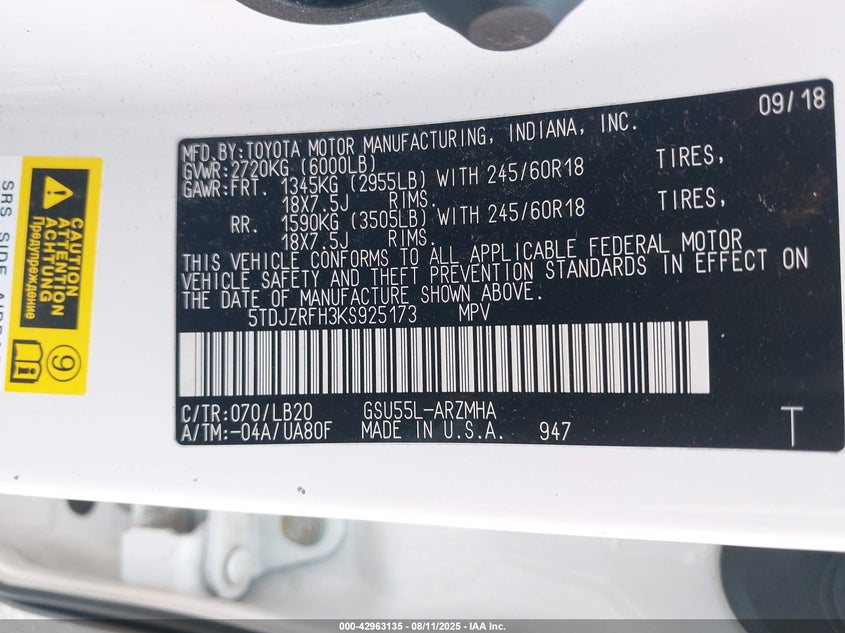 09/18
MFD.BY:TOYOTA MOTOR MANUFACTURING, INDIANA, INC.
GVWR:2720KG (6000LB)
GAWR:FRT. 1345KG (2955LB) WITH 245/60R18 TIRES,
18X7.5J RIMS.
RR. 1590KG (3505LB) WITH 245/60R18 TIRES,
18X7.5J RIMS.
THIS VEHICLE CONFORMS TO ALL APPLICABLE FEDERAL MOTOR
VEHICLE SAFETY AND THEFT PREVENTION STANDARDS IN EFFECT ON
THE DATE OF MANUFACTURE SHOWN ABOVE.
5TDJZRFH3KS925173 MPV
C/TR:070/LB20 GSU55L-ARZMHA
A/TM:-04A/UA80F MADE IN U.S.A. 947 T
CAUTION
ATTENTION
ACHTUNG
Предупреждение
9
i
SRS SIDE
000-42963135 - 08/11/2025 - IAA Inc.